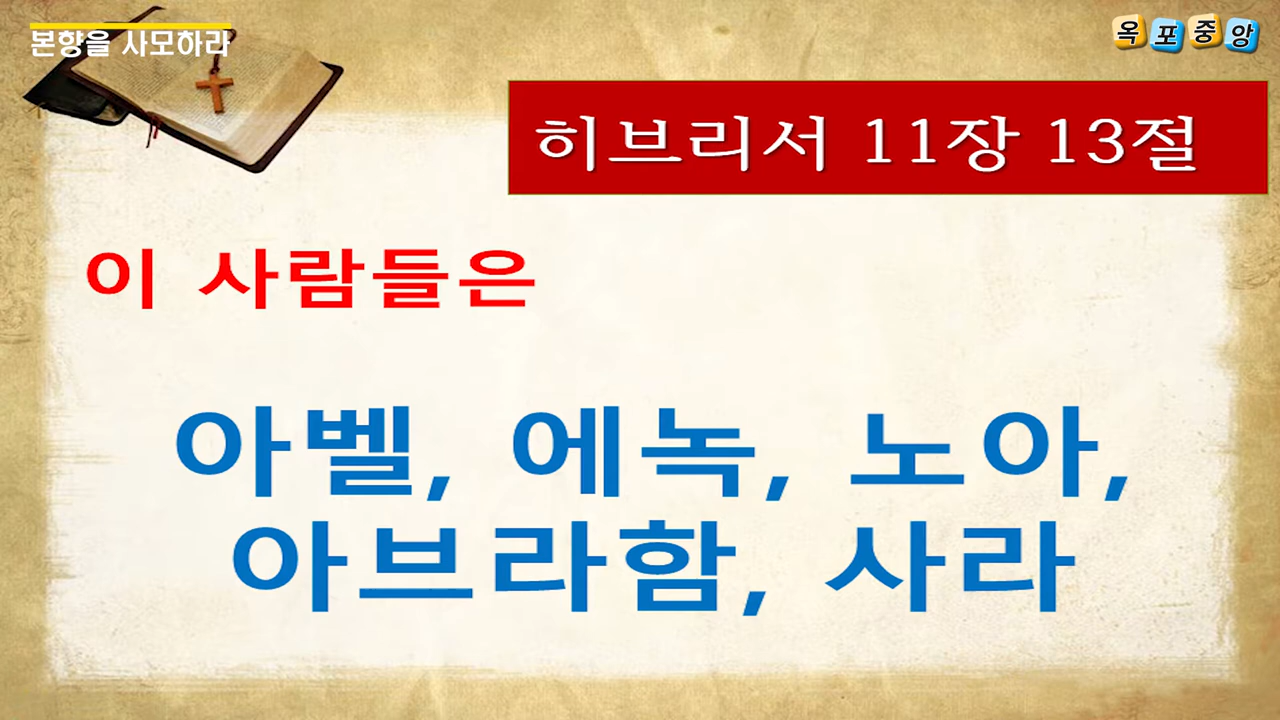 본향을 사모하라
옥포중앙
히브리서 11장 13절
이 사람들은
아벨, 에녹, 노아,
아브라함, 사라